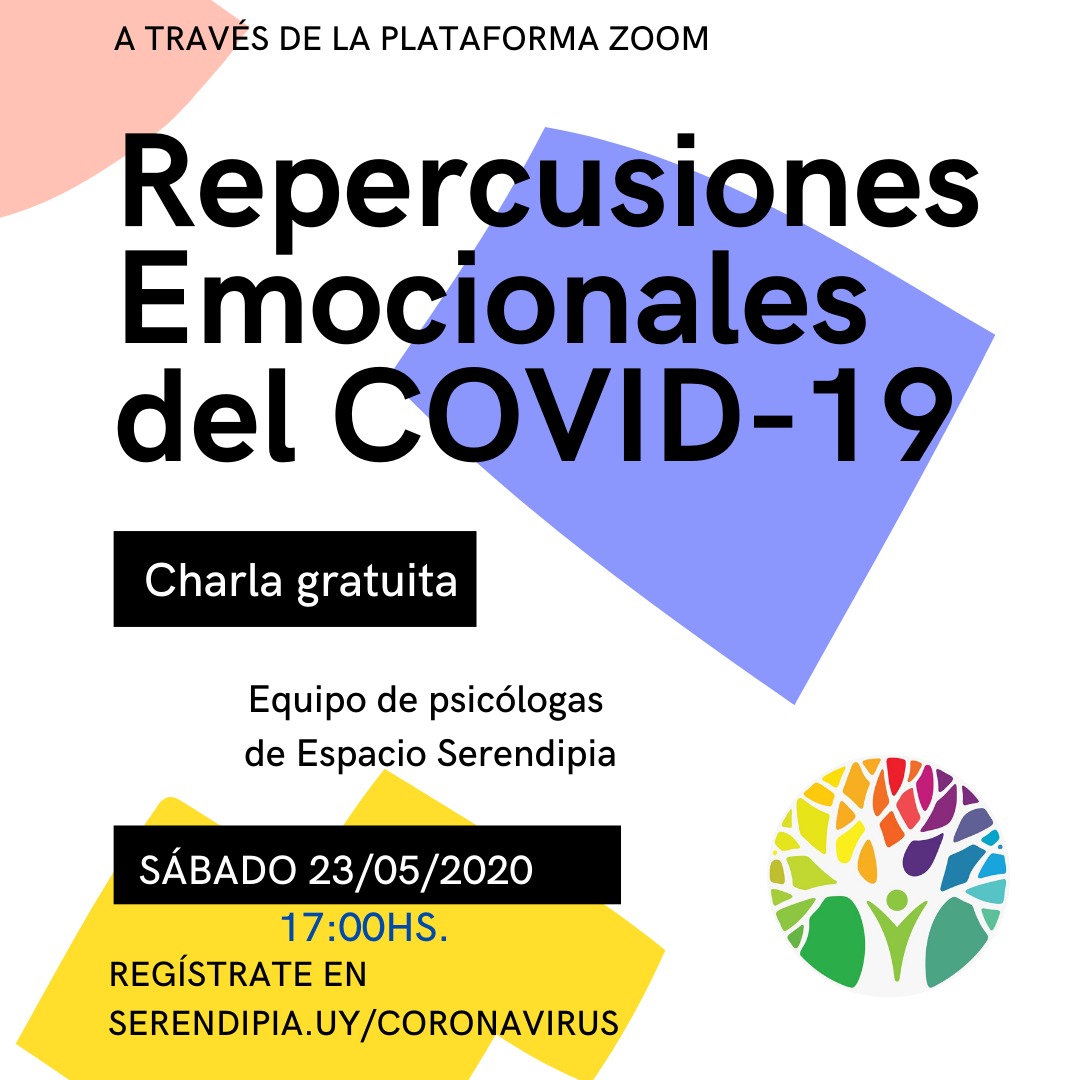 A TRAVÉS DE LA PLATAFORMA ZOOM
Repercusiones
Emocionales
del COVID-19
Charla gratuita
Equipo de psicólogas
de Espacio Serendipia
SÁBADO 23/05/2020
17:00HS.
REGÍSTRATE EN
SERENDIPIA.UY/CORONAVIRUS